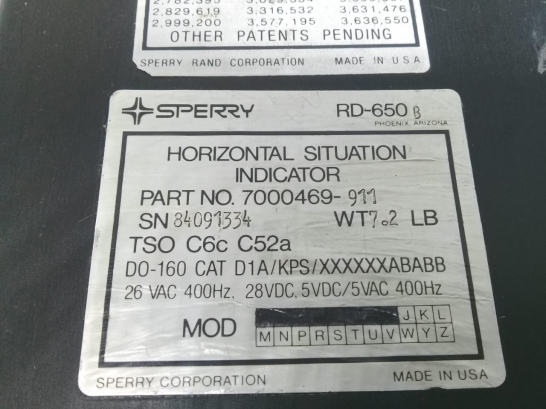 2,829,619 3,316,532 3,631,476
2,999,200 3,577,195 3,636,550
OTHER PATENTS PENDING
SPERRY RAND CORPORATION MADE IN USA
SPERRY RD-650 B
PHOENIX, ARIZONA
HORIZONTAL SITUATION
INDICATOR
PART NO. 7000469-911
SN 84091334 WT 7.2 LB
TSO C6c C52a
DO-160 CAT D1A/KPS/XXXXXXABABB
26 VAC 400Hz, 28VDC, 5VDC/5VAC 400Hz
MOD J K L
M N P R S T U V W Y Z
SPERRY CORPORATION MADE IN USA